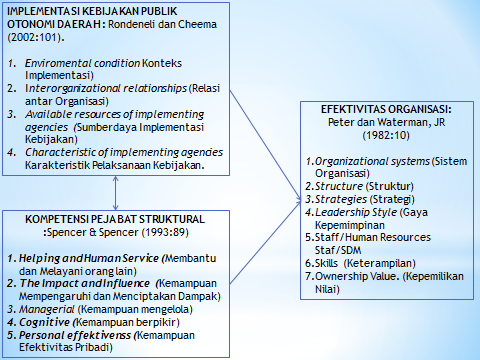 IMPLEMENTASI KEBIJAKAN PUBLIK
OTONOMI DAERAH : Rondeneli dan Cheema
(2002:101).
1. Enviromental condition Konteks
Implementasi)
2. Interorganizational relationships (Relasi
antar Organisasi)
3. Available resources of implementing
agencies (Sumberdaya Implementasi
Kebijakan)
4. Characteristic of implementing agencies
Karakteristik Pelaksanaan Kebijakan.
KOMPETENSI PEJABAT STRUKTURAL
:Spencer & Spencer (1993:89)
1. Helping andHuman Service (Membantu
dan Melayani orang lain)
2. The Impact and Influence (Kemampuan
Mempengaruhi dan Menciptakan Dampak)
3. Managerial (Kemampuan mengelola)
4. Cognitive (Kemampuan berpikir)
5. Personal effektivenss (Kemampuan
Efektivitas Pribadi)
EFEKTIVITAS ORGANISASI:
Peter dan Waterman, JR
(1982:10)
1.Organizational systems (Sistem
Organisasi)
2.Structure (Struktur)
3.Strategies (Strategi)
4.Leadership Style (Gaya
Kepemimpinan
5.Staff/Human Resources
Staf/SDM
6.Skills (Keterampilan)
7.Ownership Value. (Kepemilikan
Nilai)